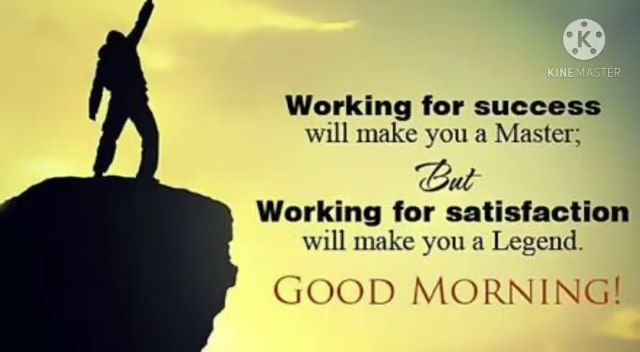 KINEMASTER
Working for success
will make you a Master;
But
Working for satisfaction
will make you a Legend.
GOOD MORNING!